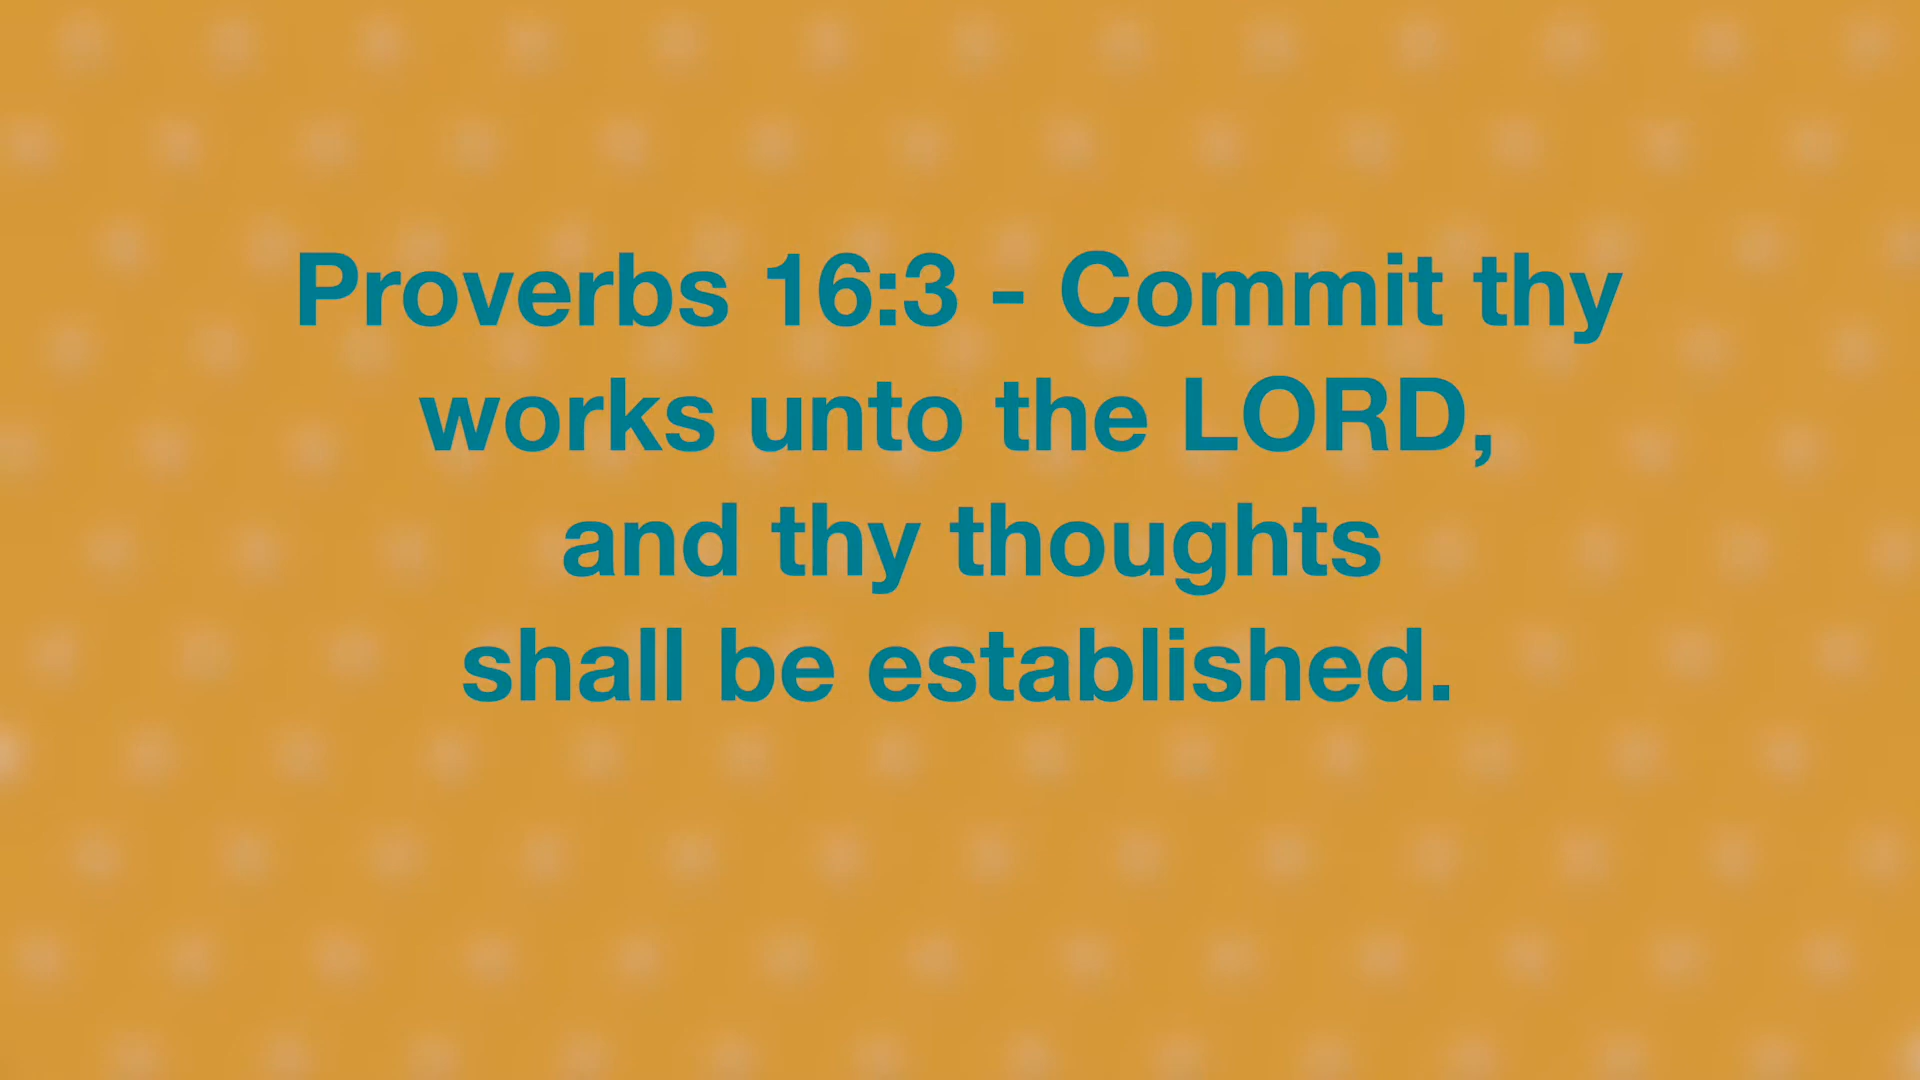 Proverbs 16:3 - Commit thy
works unto the LORD,
and thy thoughts
shall be established.